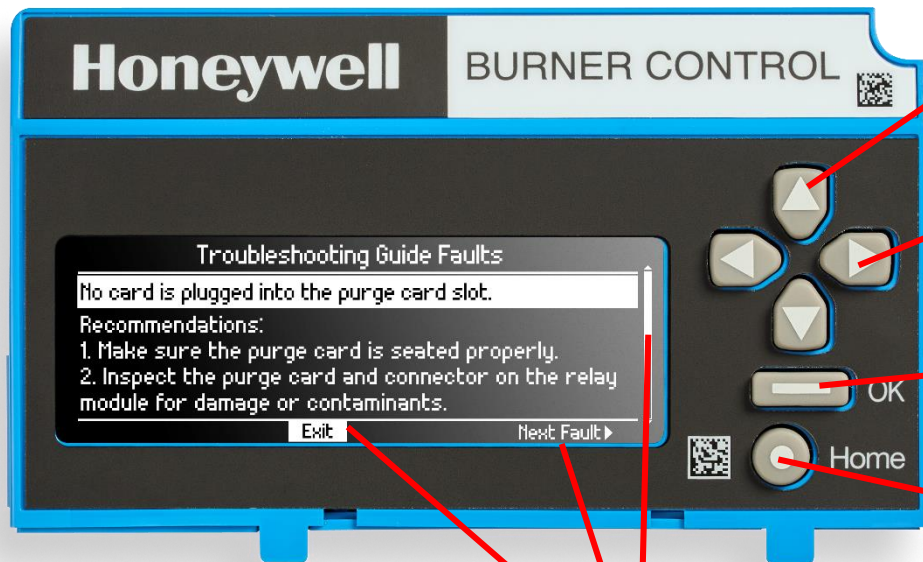 Honeywell
BURNER CONTROL
Troubleshooting Guide Faults
No card is plugged into the purge card slot.
Recommendations:
1. Make sure the purge card is seated properly.
2. Inspect the purge card and connector on the relay
module for damage or contaminants.
Exit
Next Fault
OK
Home